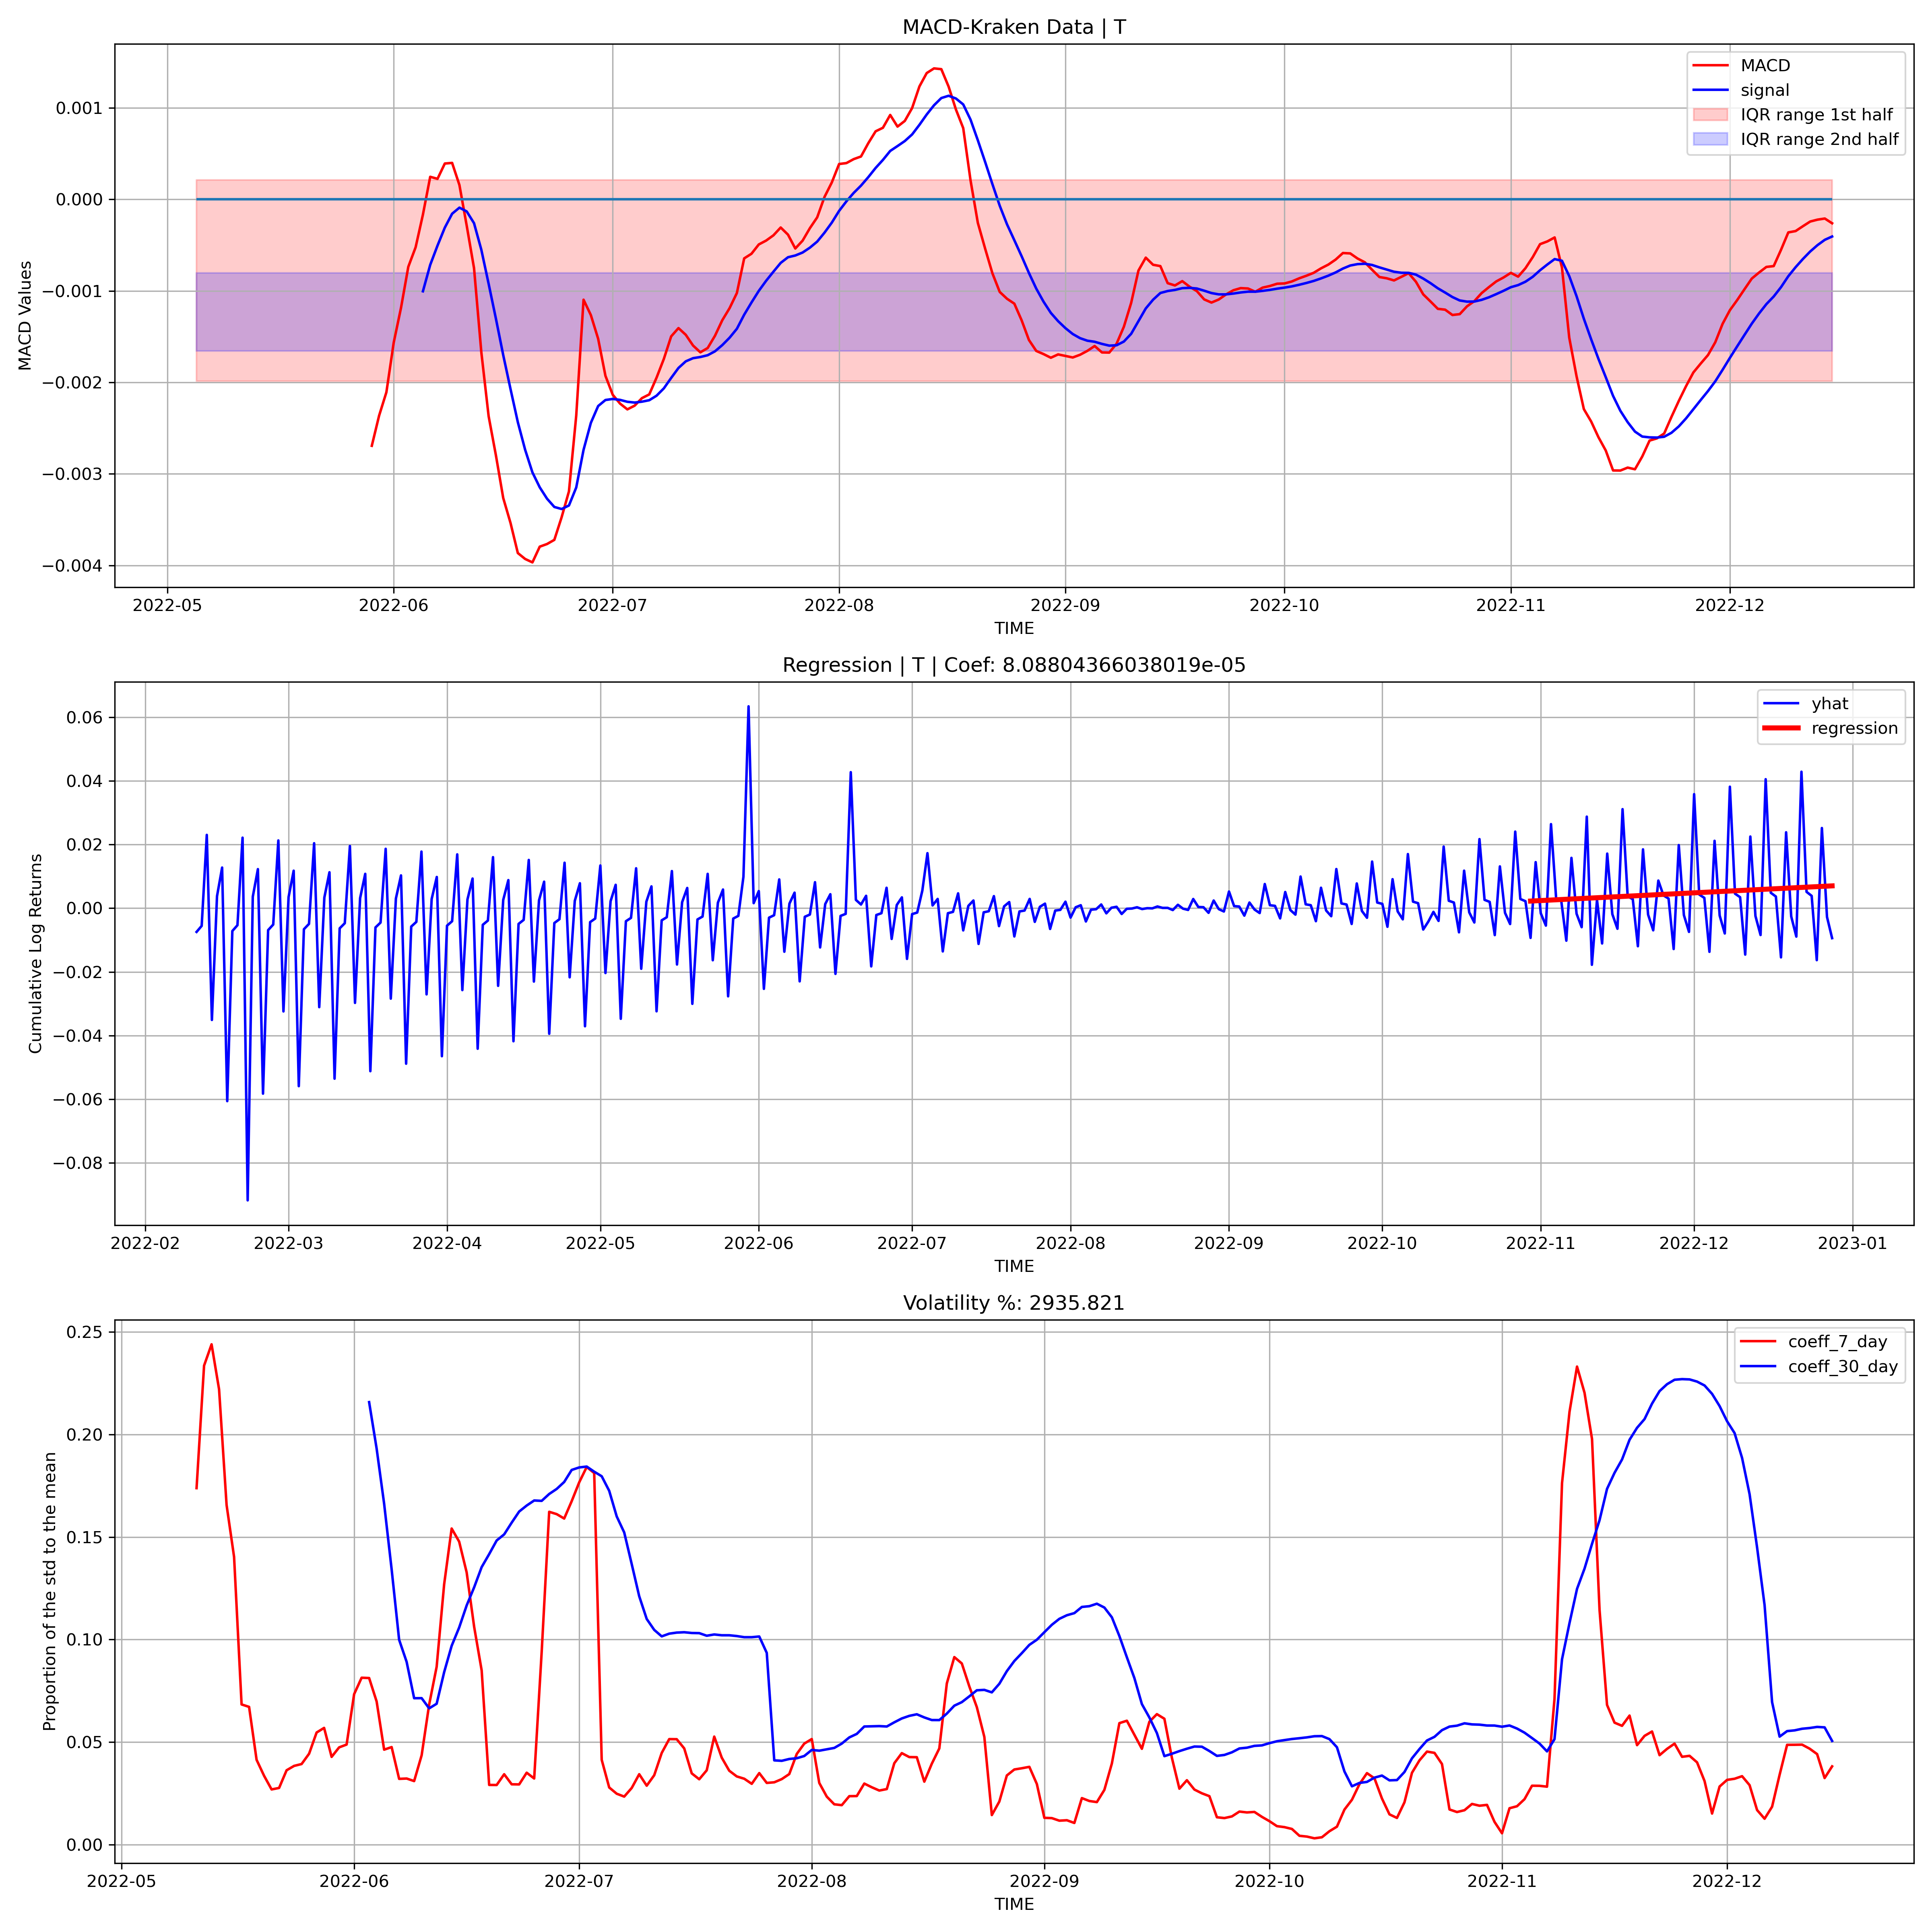 MACD-Kraken Data | T
MACD
signal
IQR range 1st half
IQR range 2nd half
0.001
0.000
−0.001
−0.002
−0.003
−0.004
MACD Values
2022-05 2022-06 2022-07 2022-08 2022-09 2022-10 2022-11 2022-12
TIME
Regression | T | Coef: 8.08804366038019e-05
yhat
regression
0.06
0.04
0.02
0.00
−0.02
−0.04
−0.06
−0.08
Cumulative Log Returns
2022-02 2022-03 2022-04 2022-05 2022-06 2022-07 2022-08 2022-09 2022-10 2022-11 2022-12 2023-01
TIME
Volatility %: 2935.821
coeff_7_day
coeff_30_day
0.25
0.20
0.15
0.10
0.05
0.00
Proportion of the std to the mean
2022-05 2022-06 2022-07 2022-08 2022-09 2022-10 2022-11 2022-12
TIME